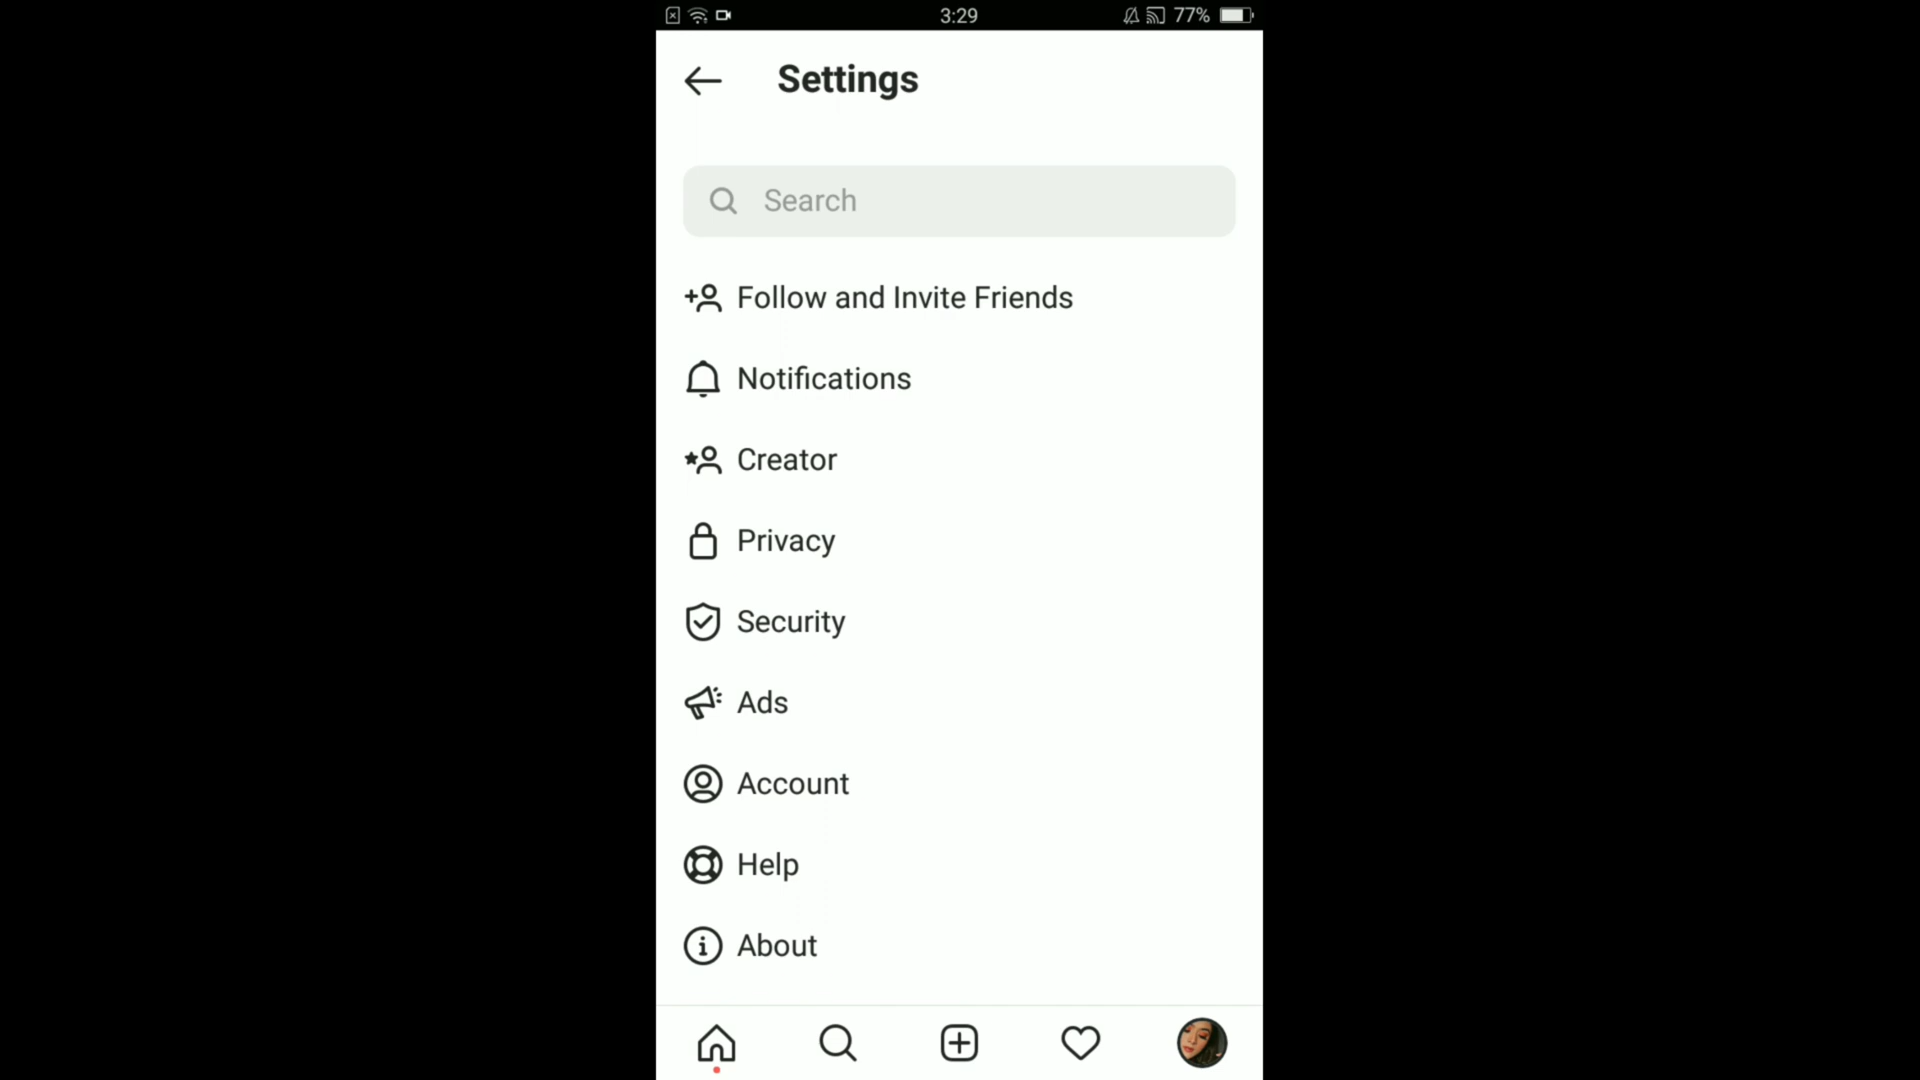 3:29
77%
Settings
Search
Follow and Invite Friends
Notifications
Creator
Privacy
Security
Ads
Account
Help
About